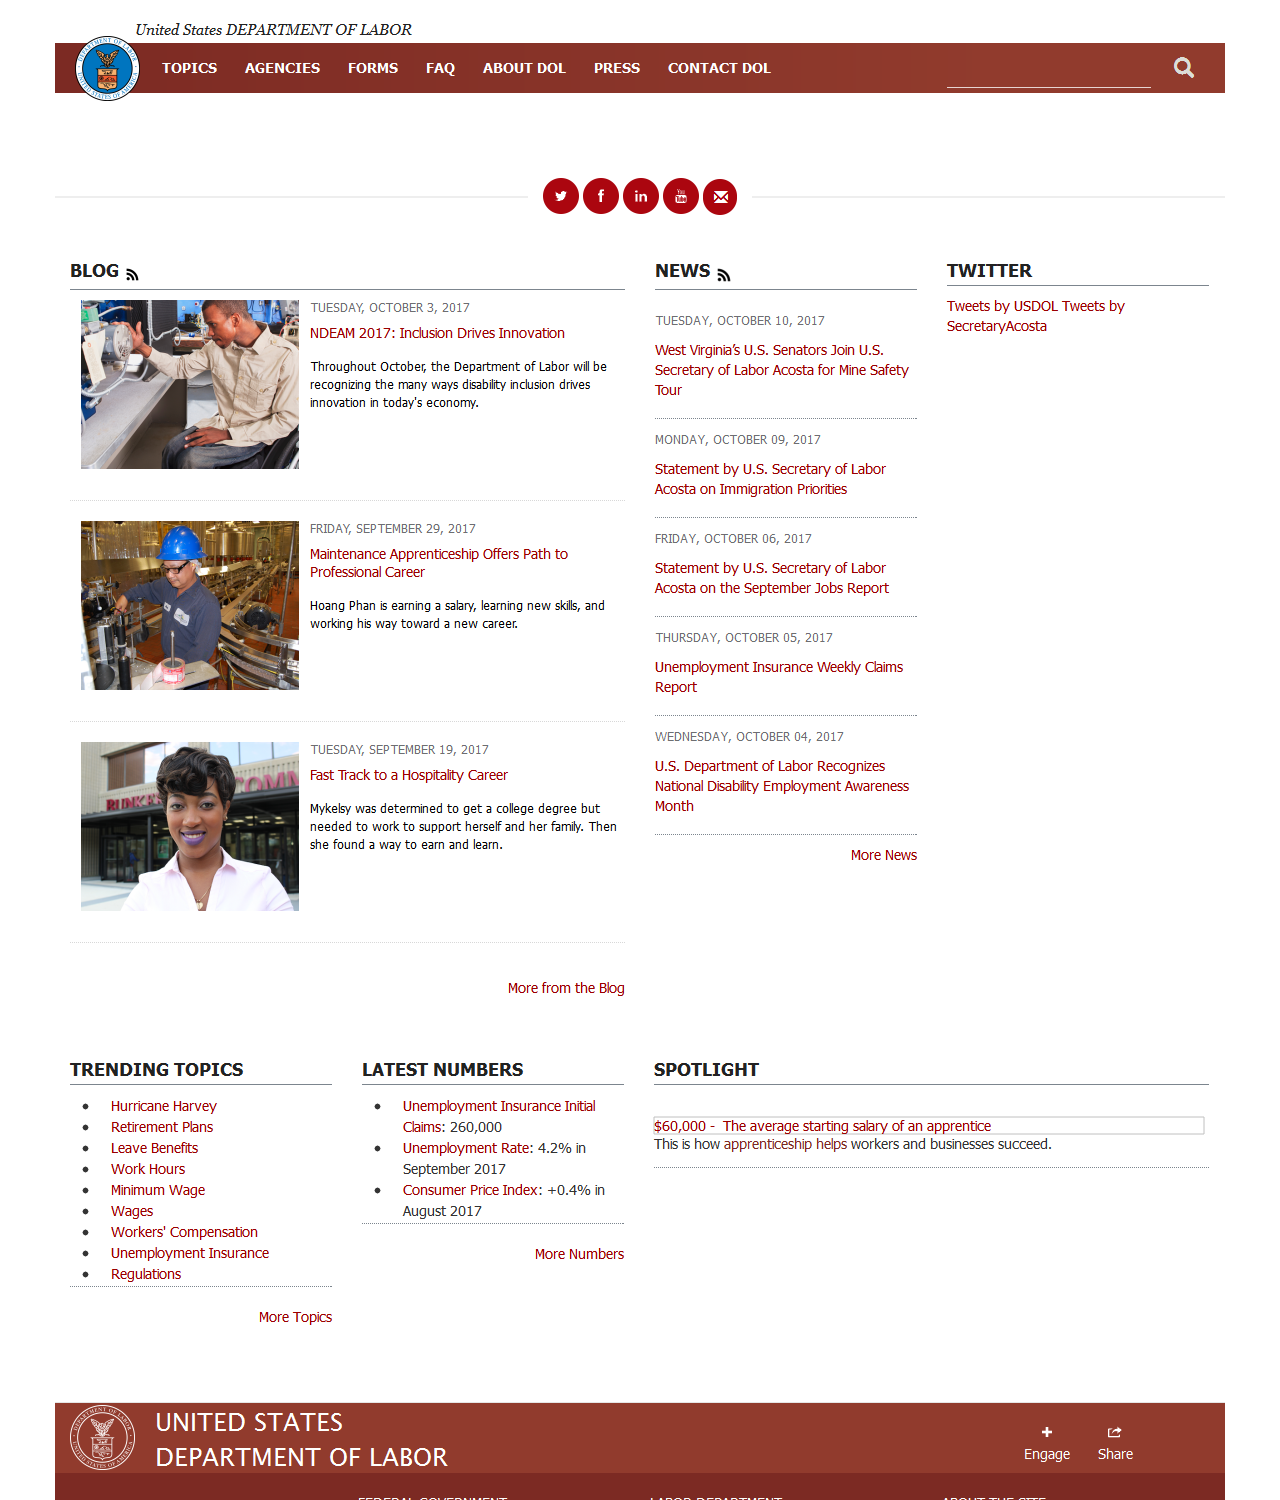 United States DEPARTMENT OF LABOR
TOPICS AGENCIES FORMS FAQ ABOUT DOL PRESS CONTACT DOL
BLOG
TUESDAY, OCTOBER 3, 2017
NDEAM 2017: Inclusion Drives Innovation
Throughout October, the Department of Labor will be
recognizing the many ways disability inclusion drives
innovation in today's economy.
FRIDAY, SEPTEMBER 29, 2017
Maintenance Apprenticeship Offers Path to
Professional Career
Hoang Phan is earning a salary, learning new skills, and
working his way toward a new career.
TUESDAY, SEPTEMBER 19, 2017
Fast Track to a Hospitality Career
Mykelsy was determined to get a college degree but
needed to work to support herself and her family. Then
she found a way to earn and learn.
More from the Blog
NEWS
TUESDAY, OCTOBER 10, 2017
West Virginia’s U.S. Senators Join U.S.
Secretary of Labor Acosta for Mine Safety
Tour
MONDAY, OCTOBER 09, 2017
Statement by U.S. Secretary of Labor
Acosta on Immigration Priorities
FRIDAY, OCTOBER 06, 2017
Statement by U.S. Secretary of Labor
Acosta on the September Jobs Report
THURSDAY, OCTOBER 05, 2017
Unemployment Insurance Weekly Claims
Report
WEDNESDAY, OCTOBER 04, 2017
U.S. Department of Labor Recognizes
National Disability Employment Awareness
Month
More News
TWITTER
Tweets by USDOL Tweets by
SecretaryAcosta
TRENDING TOPICS
Hurricane Harvey
Retirement Plans
Leave Benefits
Work Hours
Minimum Wage
Wages
Workers' Compensation
Unemployment Insurance
Regulations
More Topics
LATEST NUMBERS
Unemployment Insurance Initial
Claims: 260,000
Unemployment Rate: 4.2% in
September 2017
Consumer Price Index: +0.4% in
August 2017
More Numbers
SPOTLIGHT
$60,000 - The average starting salary of an apprentice
This is how apprenticeship helps workers and businesses succeed.
UNITED STATES
DEPARTMENT OF LABOR
Engage Share
FEDERAL GOVERNMENT LABOR DEPARTMENT ABOUT THE SITE